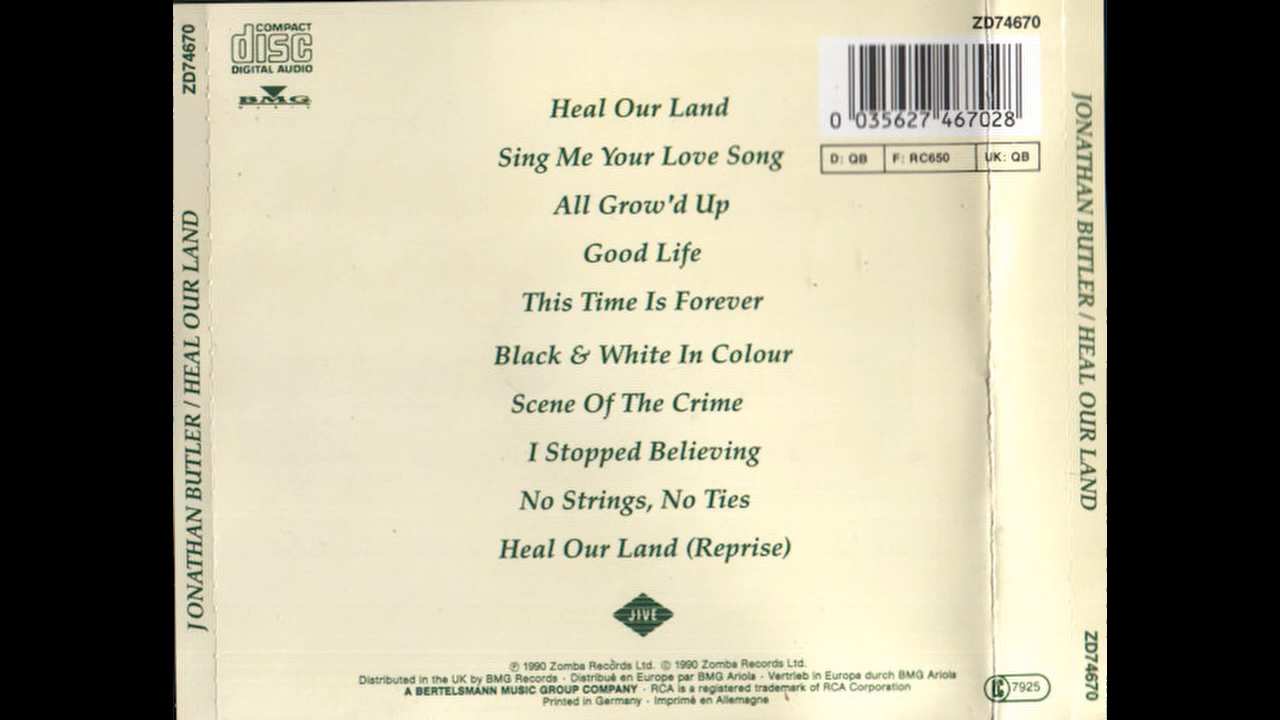 ZD74670
JONATHAN BUTLER / HEAL OUR LAND
COMPACT
disc
DIGITAL AUDIO
BMG
ZD74670
0 035627 467028
D: QB F: RC650 UK: QB
Heal Our Land
Sing Me Your Love Song
All Grow'd Up
Good Life
This Time Is Forever
Black & White In Colour
Scene Of The Crime
I Stopped Believing
No Strings, No Ties
Heal Our Land (Reprise)
JIVE
℗ 1990 Zomba Records Ltd. © 1990 Zomba Records Ltd.
Distributed in the UK by BMG Records · Distribué en Europe par BMG Ariola · Vertrieb in Europa durch BMG Ariola
A BERTELSMANN MUSIC GROUP COMPANY · RCA is a registered trademark of RCA Corporation
Printed in Germany · Imprimé en Allemagne
LC 7925
JONATHAN BUTLER / HEAL OUR LAND
ZD74670